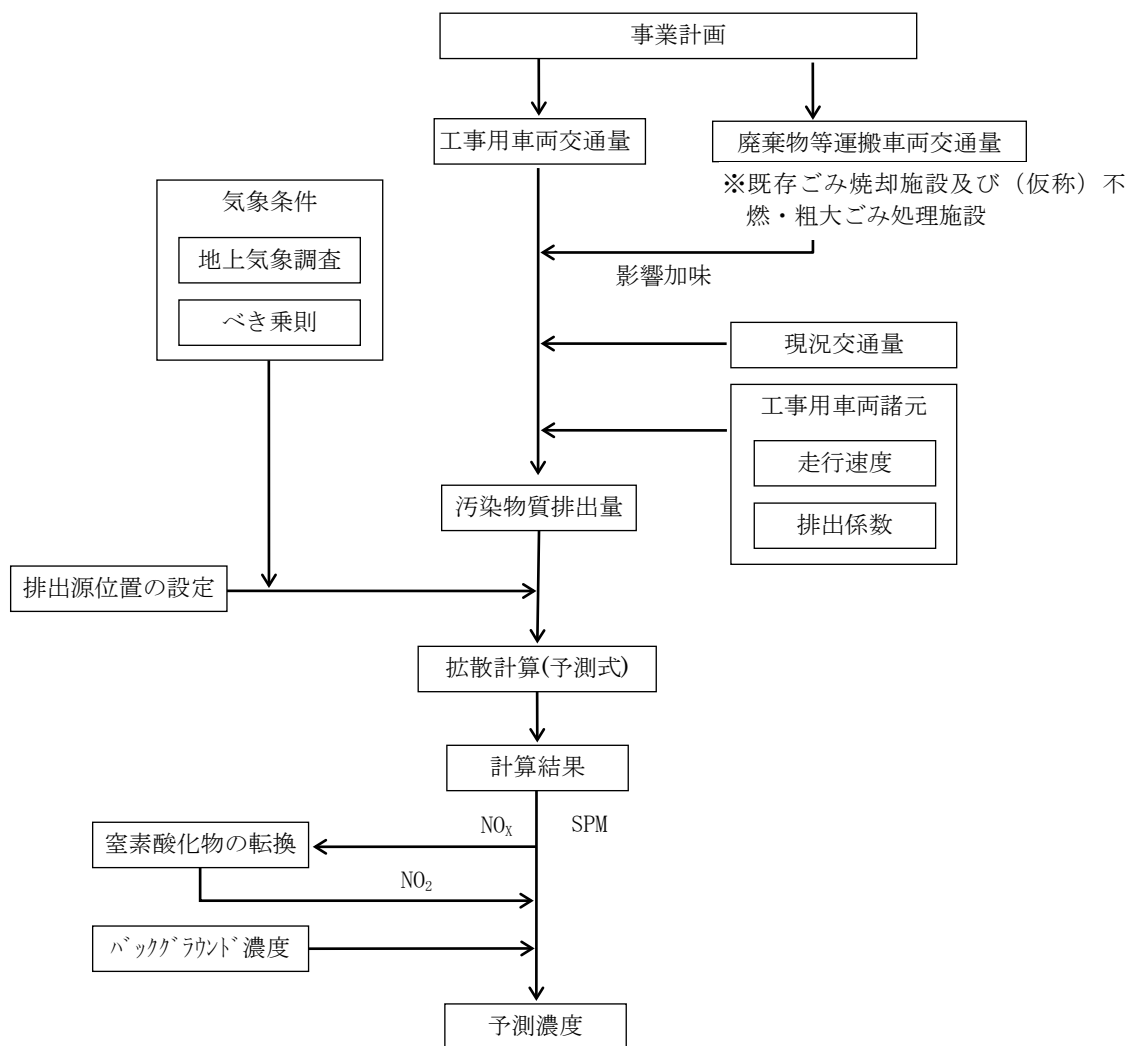 事業計画
工事用車両交通量
廃棄物等運搬車両交通量
※既存ごみ焼却施設及び（仮称）不
燃・粗大ごみ処理施設
気象条件
地上気象調査
べき乗則
影響加味
現況交通量
工事用車両諸元
走行速度
排出係数
汚染物質排出量
排出源位置の設定
拡散計算(予測式)
計算結果
NOX SPM
窒素酸化物の転換
NO2
ﾊﾞｯｸｸﾞﾗｳﾝﾄﾞ濃度
予測濃度